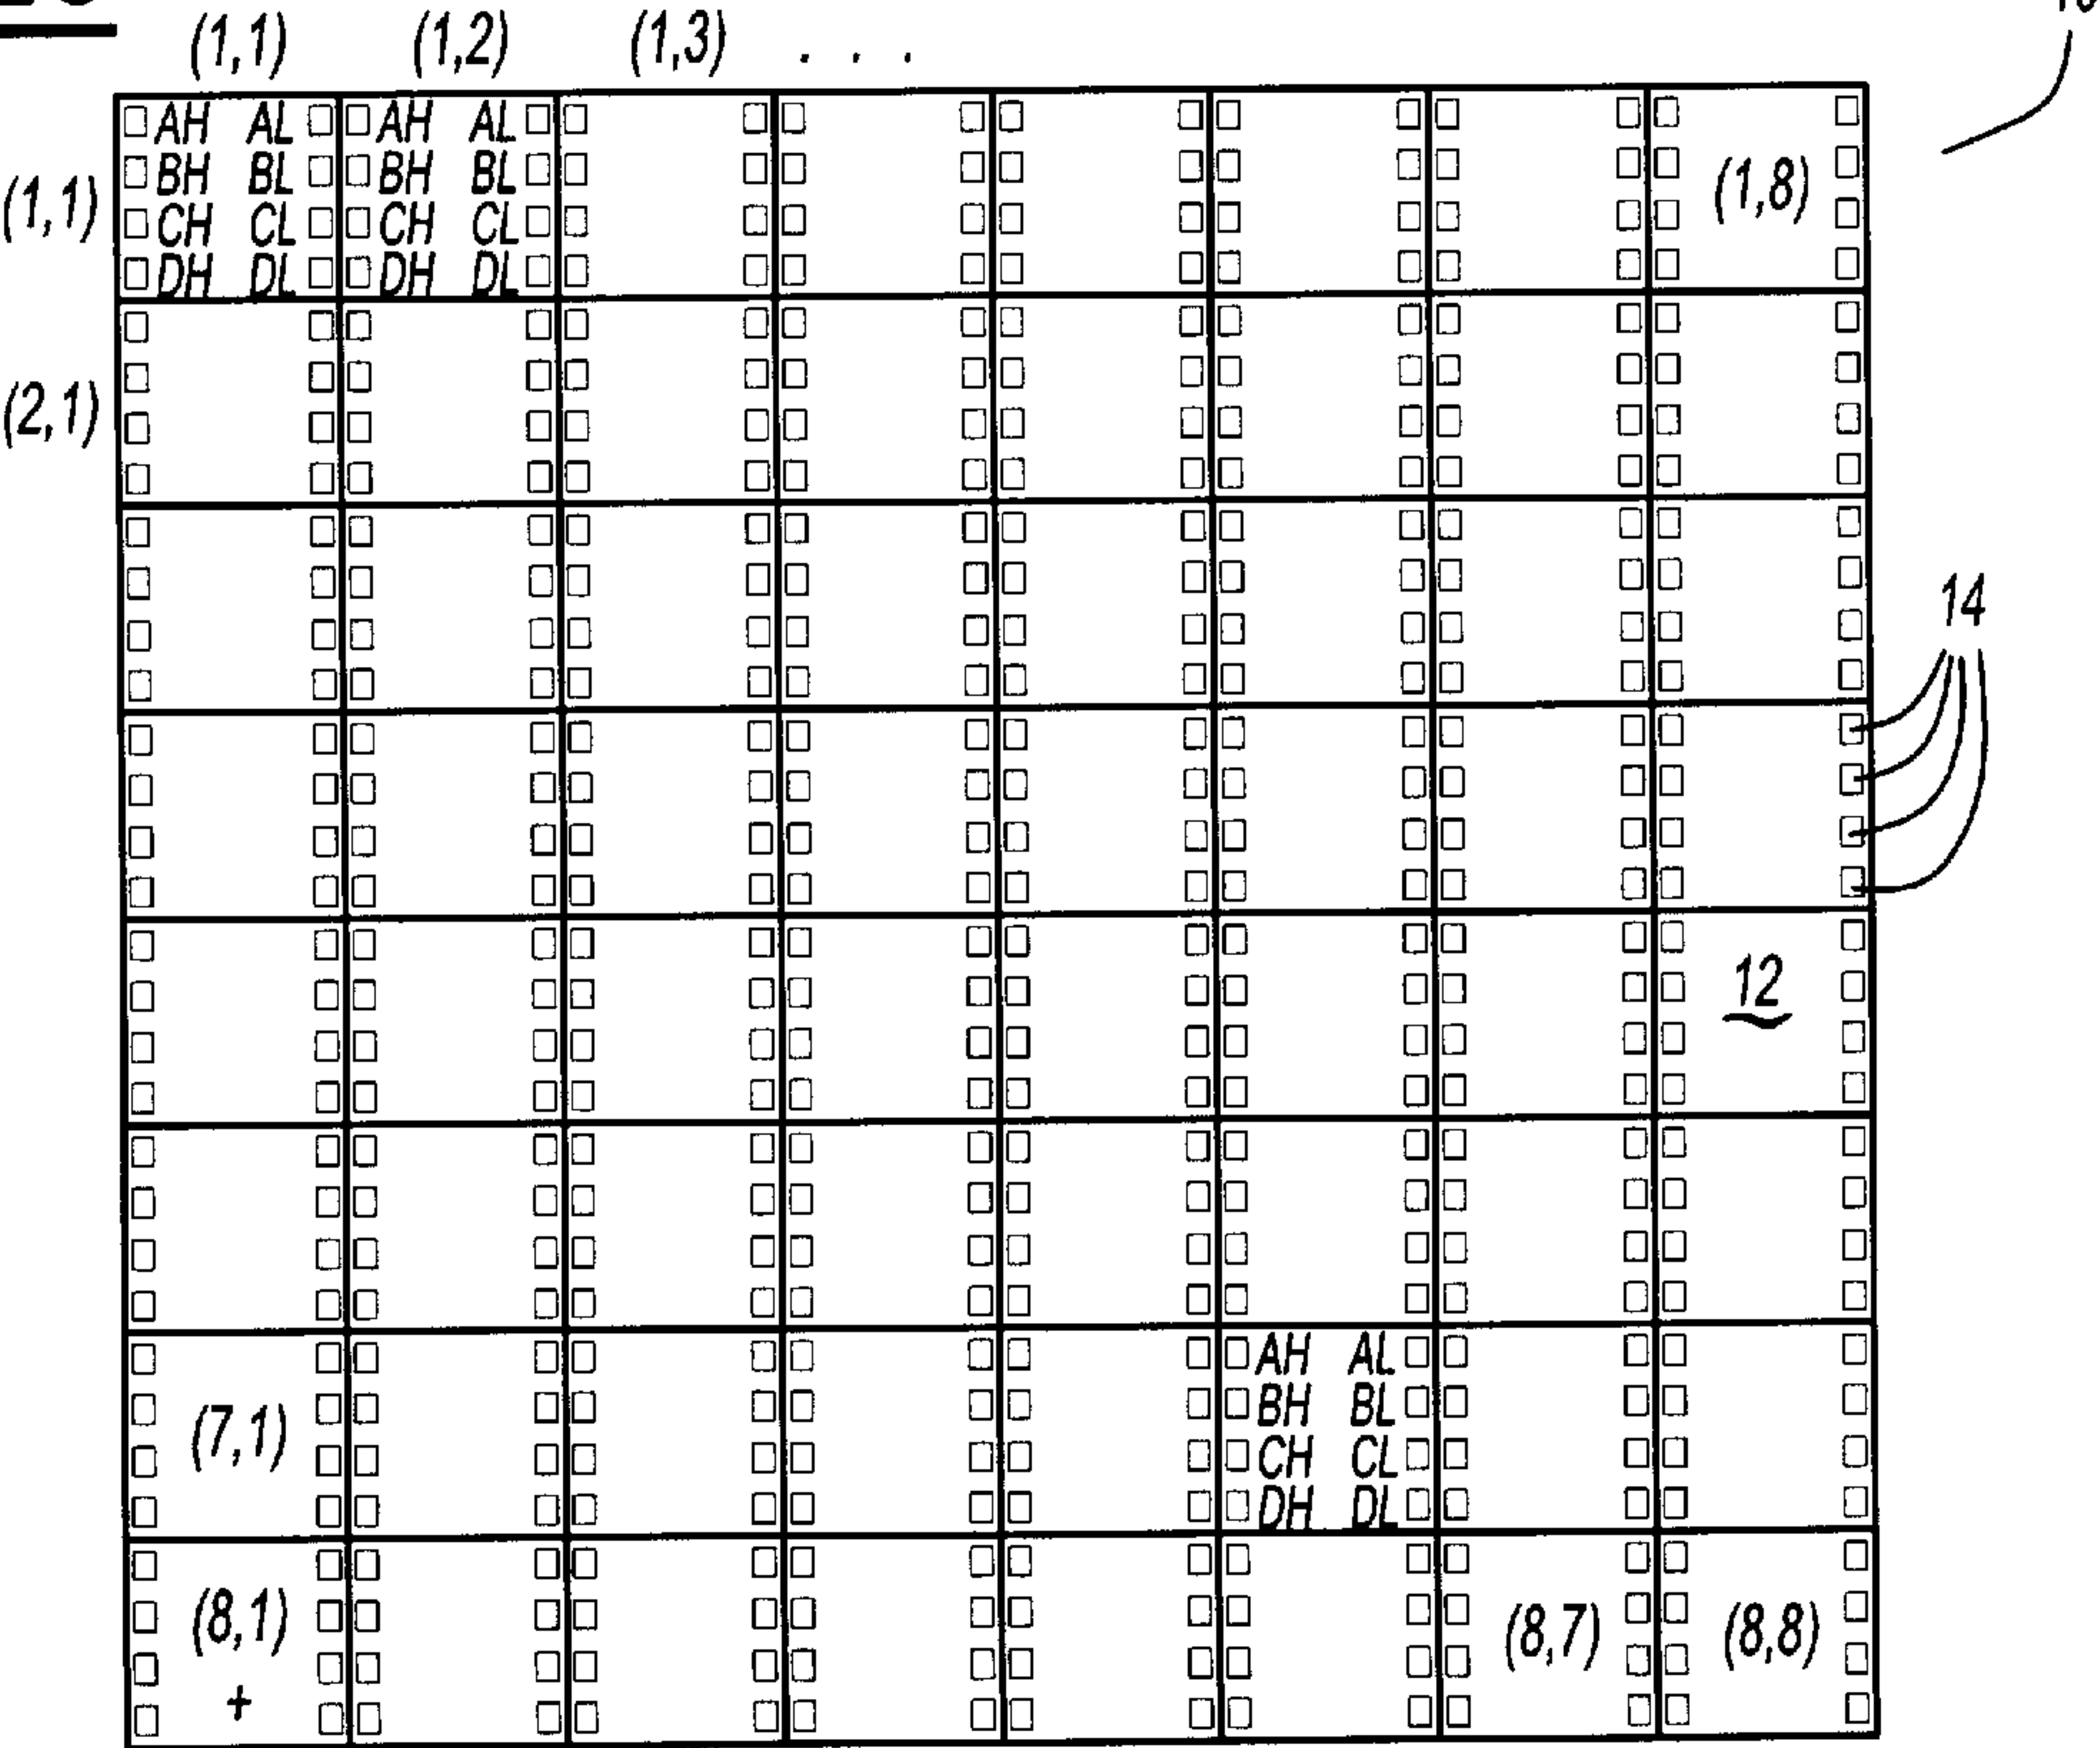 (1,1) (1,2) (1,3) . . .
AH AL AH AL
BH BL BH BL
(1,1) CH CL CH CL (1,8)
DH DL DH DL
(2,1)
14
12
AH AL
BH BL
(7,1) CH CL
DH DL
(8,1) (8,7) (8,8)
+